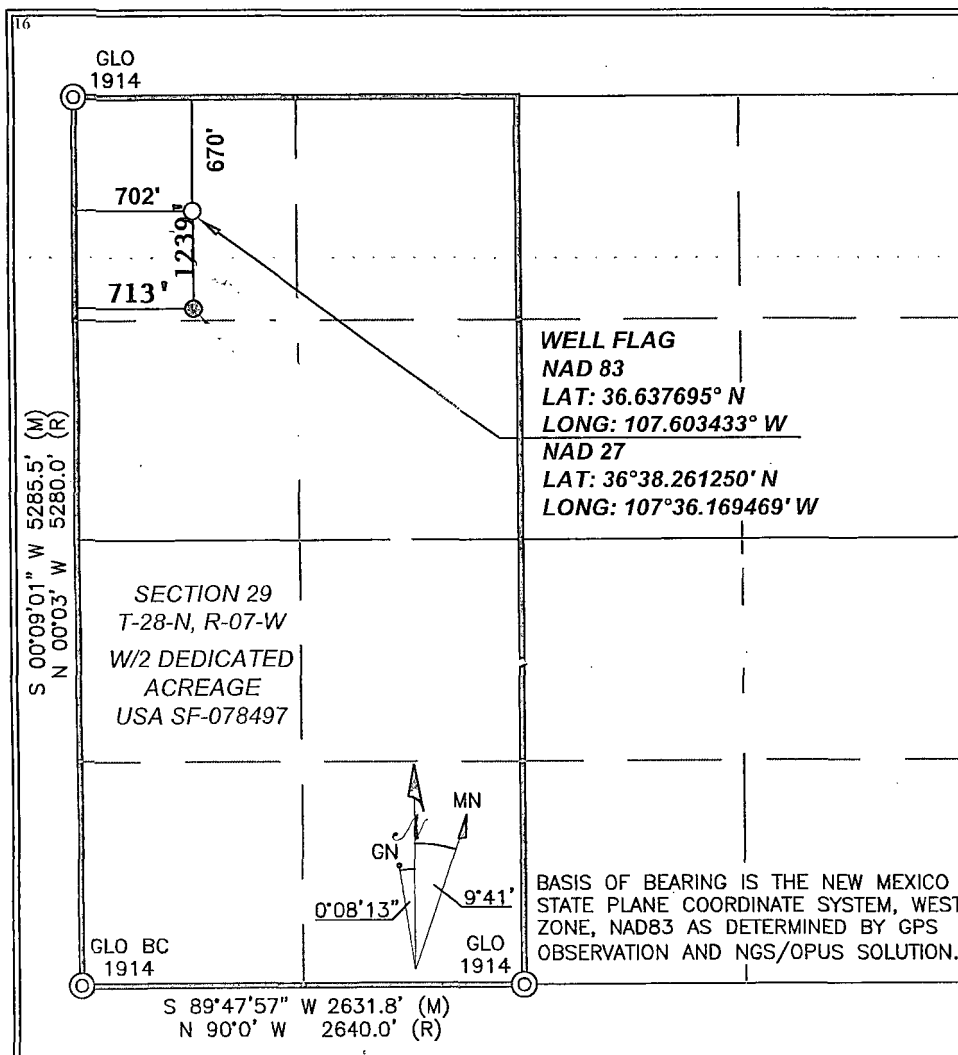 16
GLO
1914
670'
702'
1239'
713'
WELL FLAG
NAD 83
LAT: 36.637695° N
LONG: 107.603433° W
NAD 27
LAT: 36°38.261250' N
LONG: 107°36.169469' W
S 00°09'01" W 5285.5' (M)
N 00°03' W 5280.0' (R)
SECTION 29
T-28-N, R-07-W
W/2 DEDICATED
ACREAGE
USA SF-078497
MN
GN
0°08'13"
9°41'
BASIS OF BEARING IS THE NEW MEXICO
STATE PLANE COORDINATE SYSTEM, WEST
ZONE, NAD83 AS DETERMINED BY GPS
OBSERVATION AND NGS/OPUS SOLUTION.
GLO BC
1914
GLO
1914
S 89°47'57" W 2631.8' (M)
N 90°0' W 2640.0' (R)